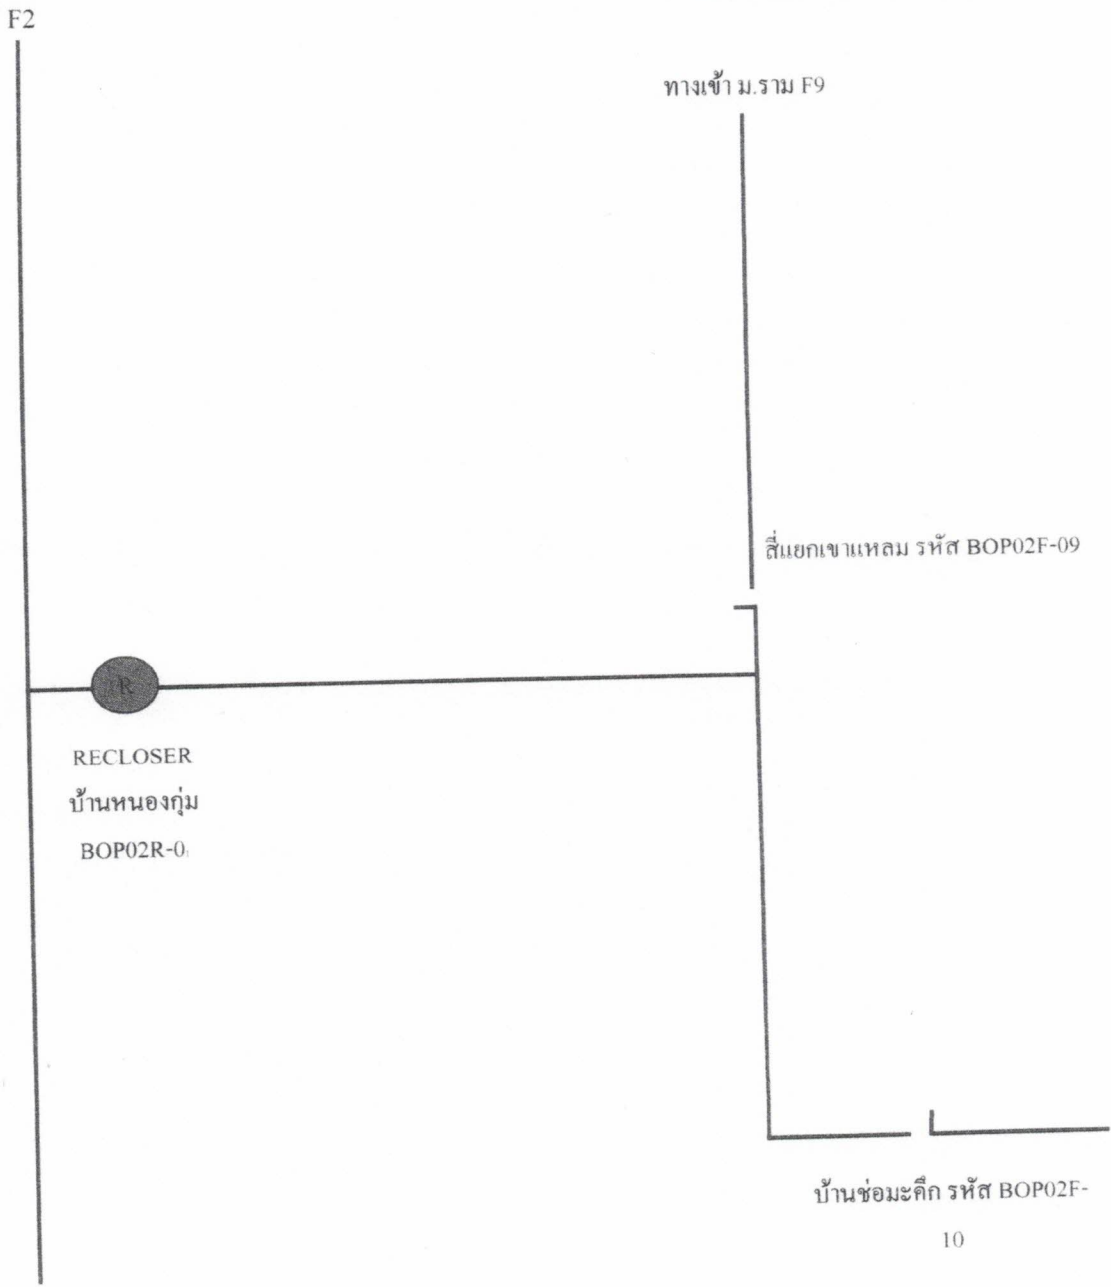 F2
ทางเข้า ม.ราม F9
สี่แยกเขาแหลม รหัส BOP02F-09
R
RECLOSER
บ้านหนองกุ่ม
BOP02R-0
บ้านช่อมะคึก รหัส BOP02F-
10